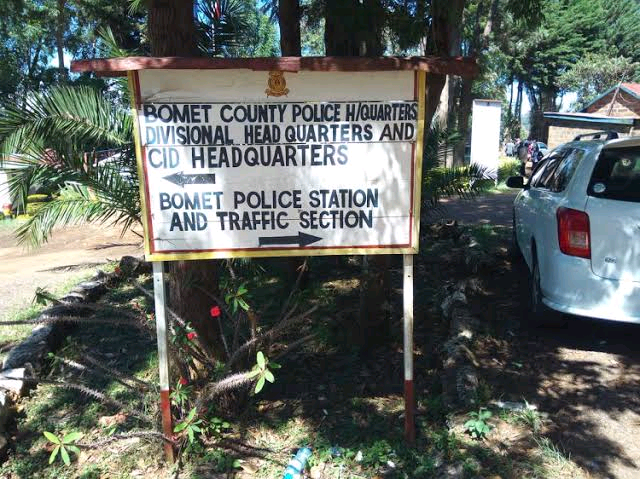 BOMET COUNTY POLICE H/QUARTERS
DIVISIONAL HEAD QUARTERS AND
CID HEADQUARTERS
BOMET POLICE STATION
AND TRAFFIC SECTION